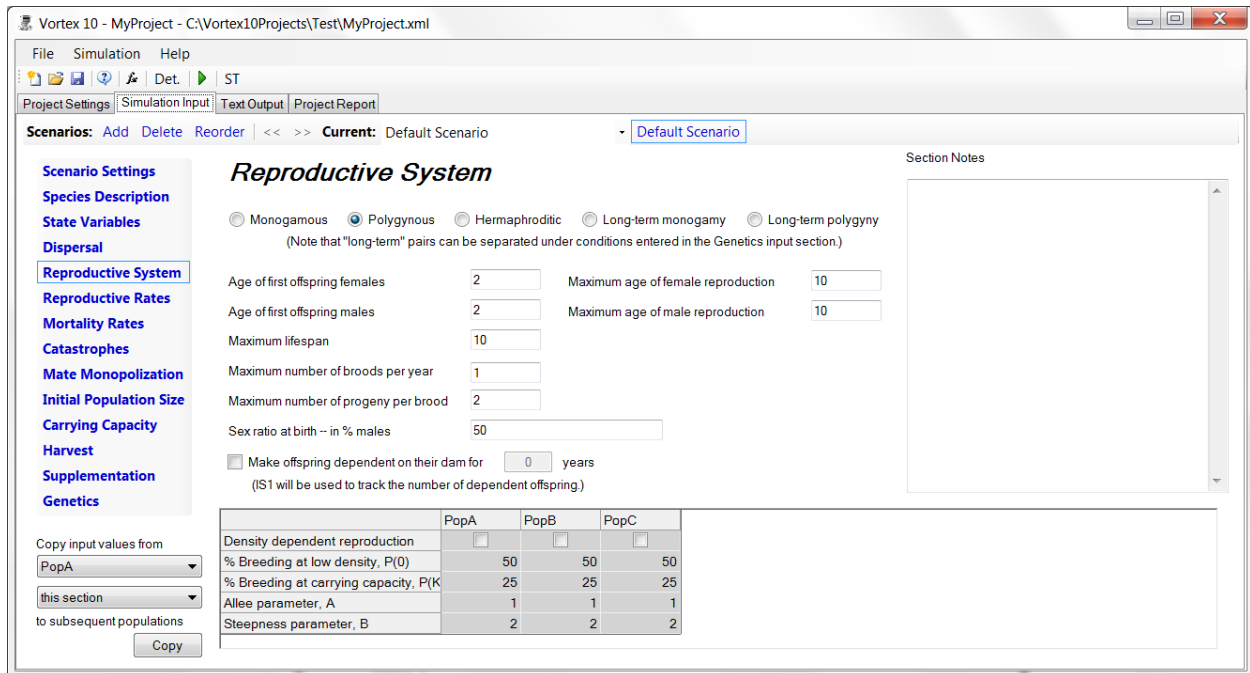 Vortex 10 - MyProject - C:\Vortex10Projects\Test\MyProject.xml
File Simulation Help
fx Det. ST
Project Settings Simulation Input Text Output Project Report
Scenarios: Add Delete Reorder << >> Current: Default Scenario Default Scenario
Scenario Settings
Species Description
State Variables
Dispersal
Reproductive System
Reproductive Rates
Mortality Rates
Catastrophes
Mate Monopolization
Initial Population Size
Carrying Capacity
Harvest
Supplementation
Genetics
Copy input values from
PopA
this section
to subsequent populations
Copy
Reproductive System
Monogamous Polygynous Hermaphroditic Long-term monogamy Long-term polygyny
(Note that "long-term" pairs can be separated under conditions entered in the Genetics input section.)
Age of first offspring females 2 Maximum age of female reproduction 10
Age of first offspring males 2 Maximum age of male reproduction 10
Maximum lifespan 10
Maximum number of broods per year 1
Maximum number of progeny per brood 2
Sex ratio at birth -- in % males 50
Make offspring dependent on their dam for 0 years
(IS1 will be used to track the number of dependent offspring.)
PopA PopB PopC
Density dependent reproduction
% Breeding at low density, P(0) 50 50 50
% Breeding at carrying capacity, P(K 25 25 25
Allee parameter, A 1 1 1
Steepness parameter, B 2 2 2
Section Notes